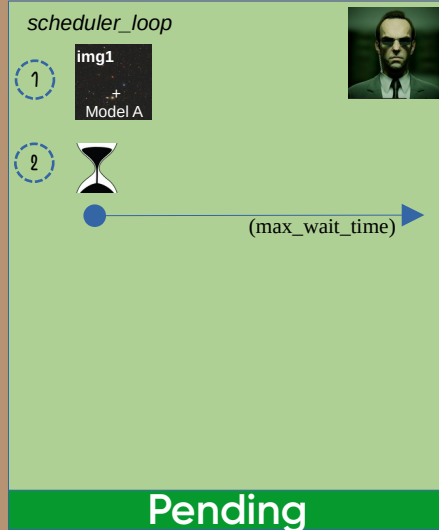 scheduler_loop
1
img1
+
Model A
2
(max_wait_time)
Pending